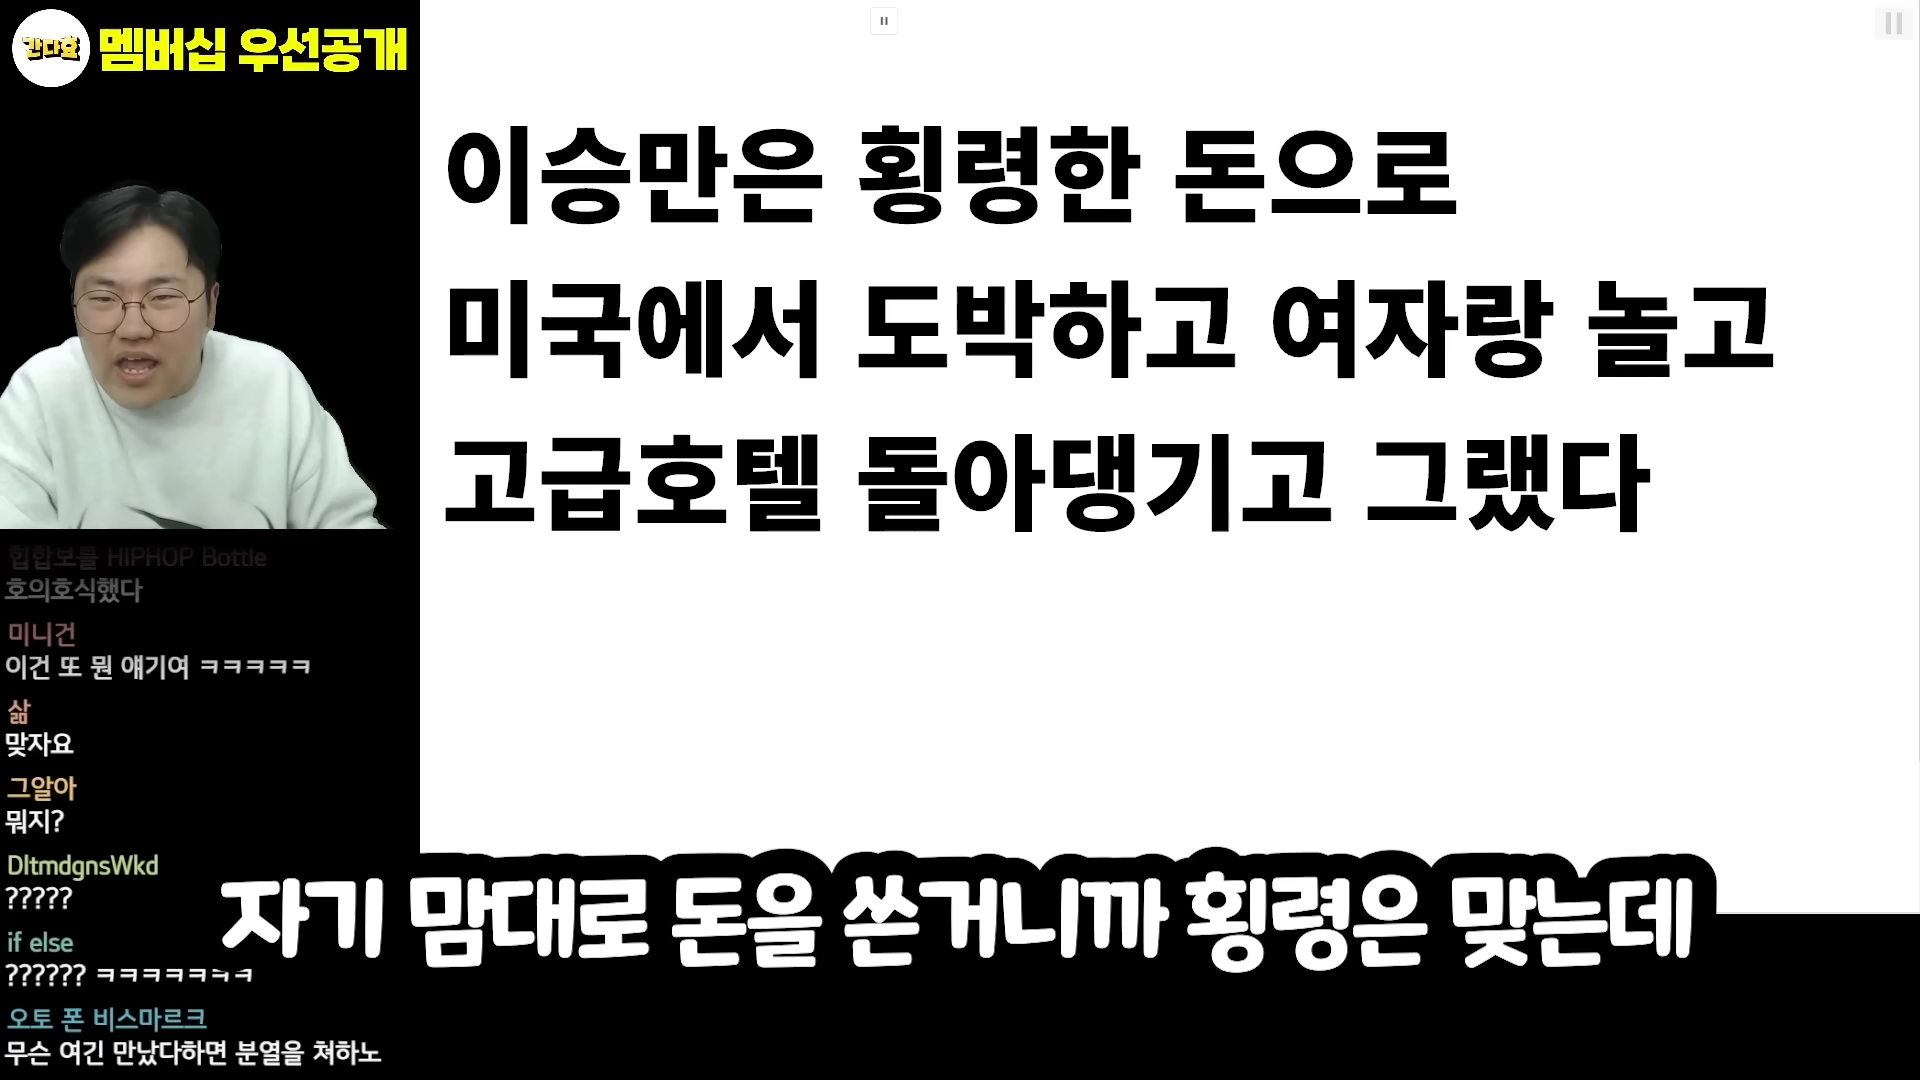 간다효 멤버십 우선공개
이승만은 횡령한 돈으로
미국에서 도박하고 여자랑 놀고
고급호텔 돌아댕기고 그랬다
힙합보틀 HIPHOP Bottle
호의호식했다
미니건
이건 또 뭔 얘기여 ㅋㅋㅋㅋㅋ
삶
맞자요
그알아
뭐지?
DltmdgnsWkd
?????
if else
?????? ㅋㅋㅋㅋㅋㅋㅋ
오토 폰 비스마르크
무슨 여긴 만났다하면 분열을 쳐하노
자기 맘대로 돈을 쓴거니까 횡령은 맞는데